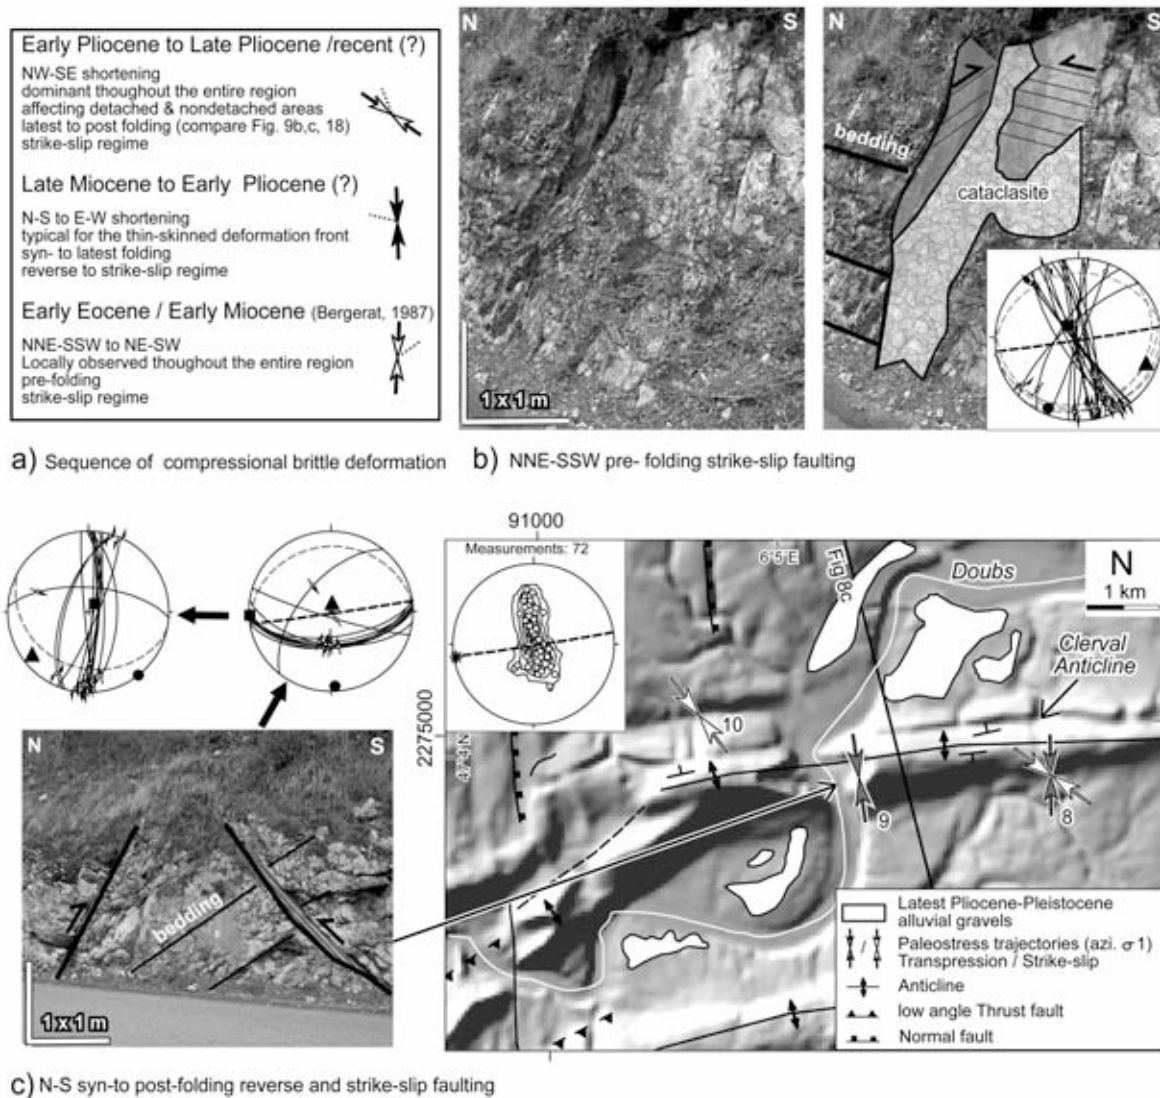 Early Pliocene to Late Pliocene /recent (?)
NW-SE shortening
dominant thoughout the entire region
affecting detached & nondetached areas
latest to post folding (compare Fig. 9b,c, 18)
strike-slip regime
Late Miocene to Early Pliocene (?)
N-S to E-W shortening
typical for the thin-skinned deformation front
syn- to latest folding
reverse to strike-slip regime
Early Eocene / Early Miocene (Bergerat, 1987)
NNE-SSW to NE-SW
Locally observed thoughout the entire region
pre-folding
strike-slip regime
a) Sequence of compressional brittle deformation
N S
1 x 1 m
N S
bedding
cataclasite
b) NNE-SSW pre- folding strike-slip faulting
N S
bedding
1 x 1 m
91000
Measurements: 72
6°5'E
Fig 8c
Doubs
N
1 km
Clerval
Anticline
2275000
47°4'N
10
9
8
Latest Pliocene-Pleistocene
alluvial gravels
/ Paleostress trajectories (azi. σ1)
Transpression / Strike-slip
Anticline
low angle Thrust fault
Normal fault
c) N-S syn-to post-folding reverse and strike-slip faulting